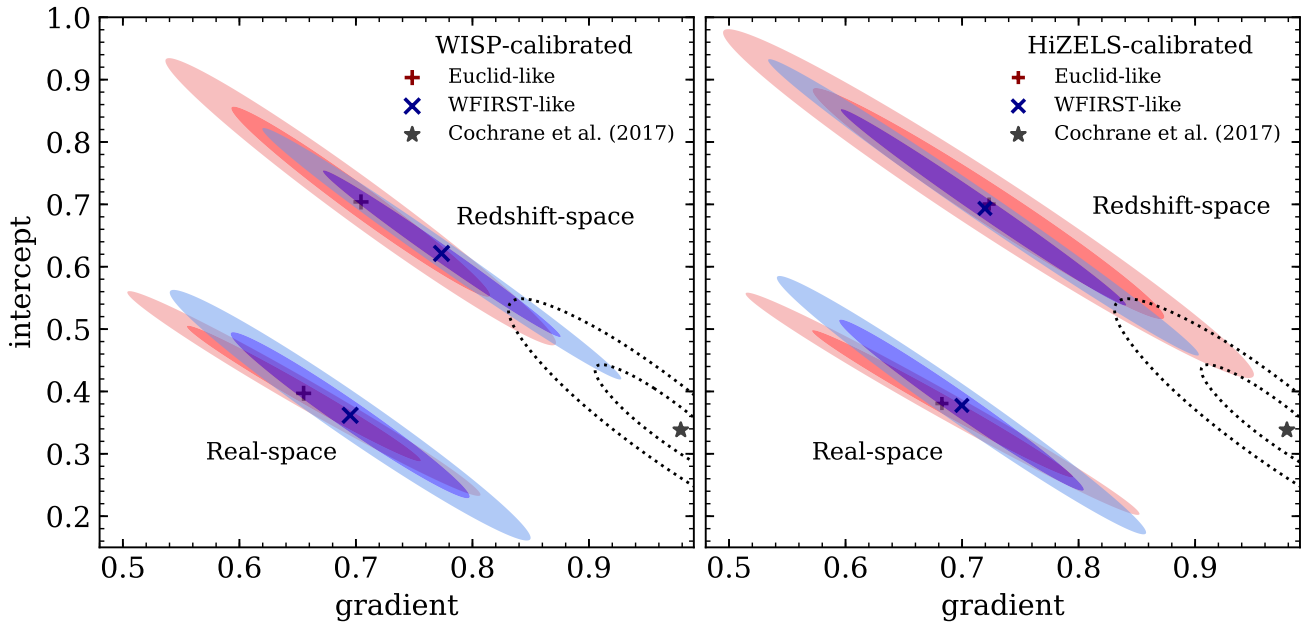 1.0
0.9
0.8
0.7
0.6
0.5
0.4
0.3
0.2
intercept
WISP-calibrated
Euclid-like
WFIRST-like
Cochrane et al. (2017)
Redshift-space
Real-space
0.5 0.6 0.7 0.8 0.9
gradient
HiZELS-calibrated
Euclid-like
WFIRST-like
Cochrane et al. (2017)
Redshift-space
Real-space
0.5 0.6 0.7 0.8 0.9
gradient